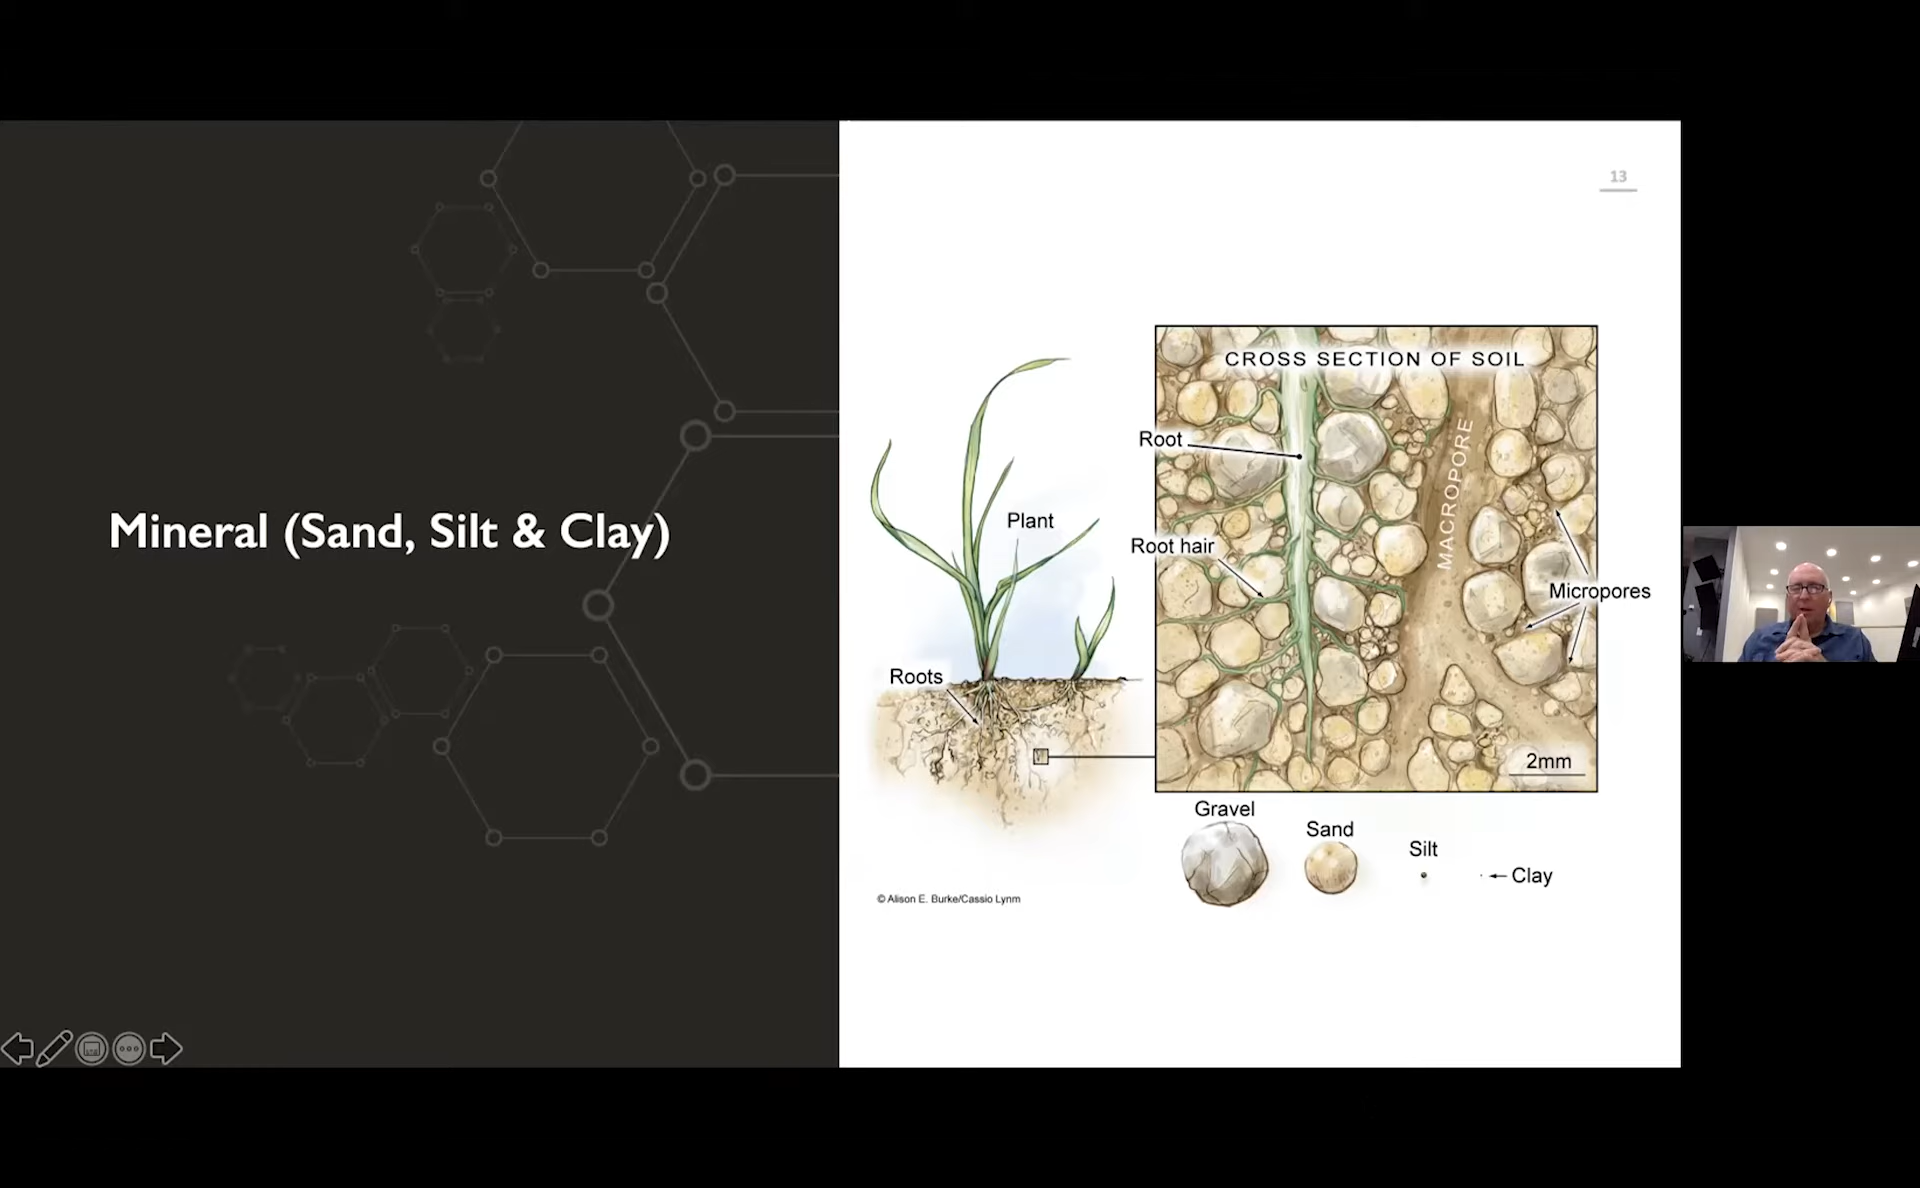 13
Mineral (Sand, Silt & Clay)
CROSS SECTION OF SOIL
Root
MACROPORE
Plant
Root hair
Micropores
Roots
2mm
Gravel
Sand
Silt
Clay
© Alison E. Burke/Cassio Lynm